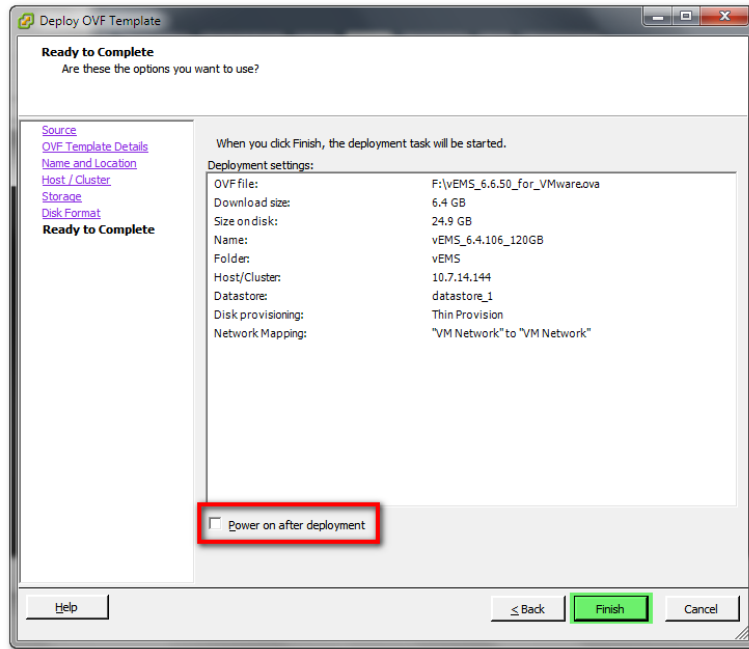 Deploy OVF Template
Ready to Complete
Are these the options you want to use?
Source
OVF Template Details
Name and Location
Host / Cluster
Storage
Disk Format
Ready to Complete
When you click Finish, the deployment task will be started.
Deployment settings:
OVF file: F:\vEMS_6.6.50_for_VMware.ova
Download size: 6.4 GB
Size on disk: 24.9 GB
Name: vEMS_6.4.106_120GB
Folder: vEMS
Host/Cluster: 10.7.14.144
Datastore: datastore_1
Disk provisioning: Thin Provision
Network Mapping: "VM Network" to "VM Network"
Power on after deployment
Help
< Back
Finish
Cancel